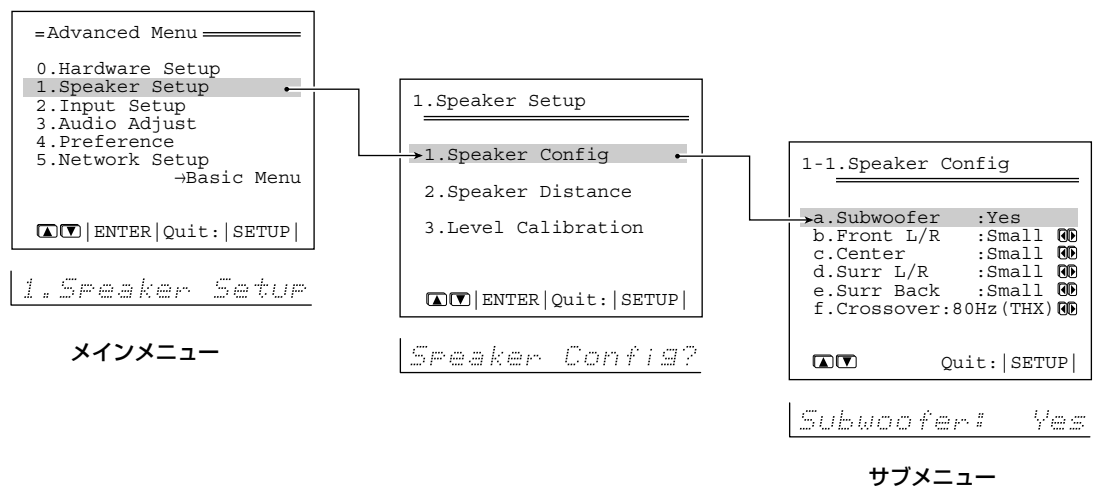 =Advanced Menu
0.Hardware Setup
1.Speaker Setup
2.Input Setup
3.Audio Adjust
4.Preference
5.Network Setup
→Basic Menu
▲▼|ENTER|Quit:|SETUP|
1.Speaker Setup
メインメニュー
1.Speaker Setup
1.Speaker Config
2.Speaker Distance
3.Level Calibration
▲▼|ENTER|Quit:|SETUP|
Speaker Config?
1-1.Speaker Config
a.Subwoofer :Yes
b.Front L/R :Small ◀▶
c.Center :Small ◀▶
d.Surr L/R :Small ◀▶
e.Surr Back :Small ◀▶
f.Crossover:80Hz(THX) ◀▶
▲▼ Quit:|SETUP|
Subwoofer: Yes
サブメニュー